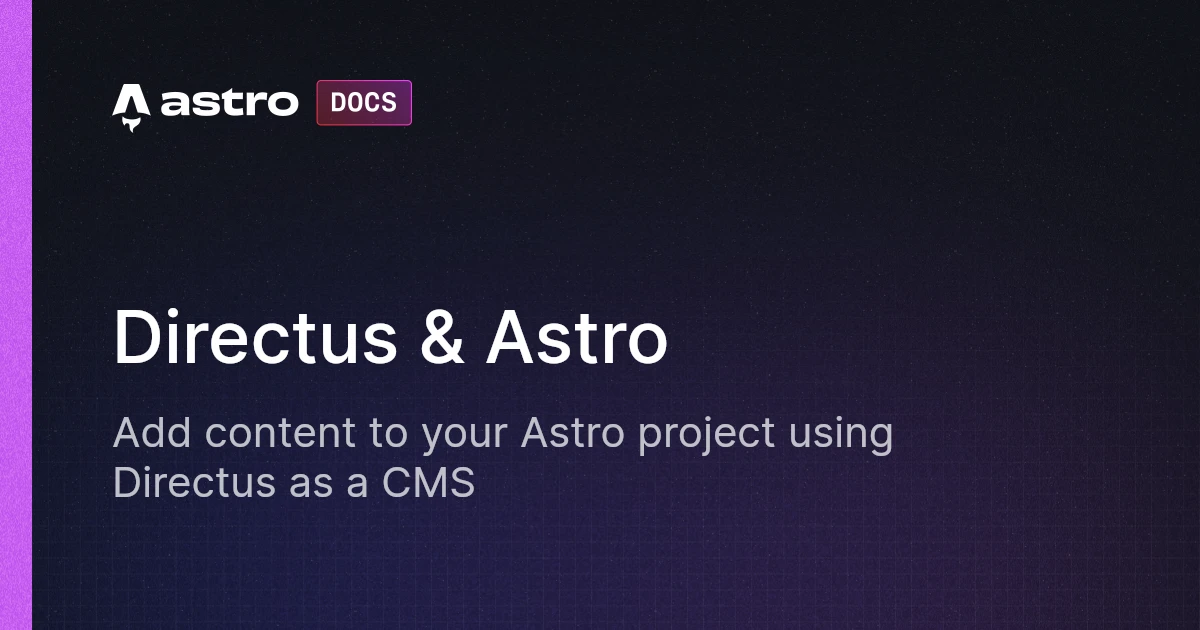 astro DOCS
Directus & Astro
Add content to your Astro project using
Directus as a CMS